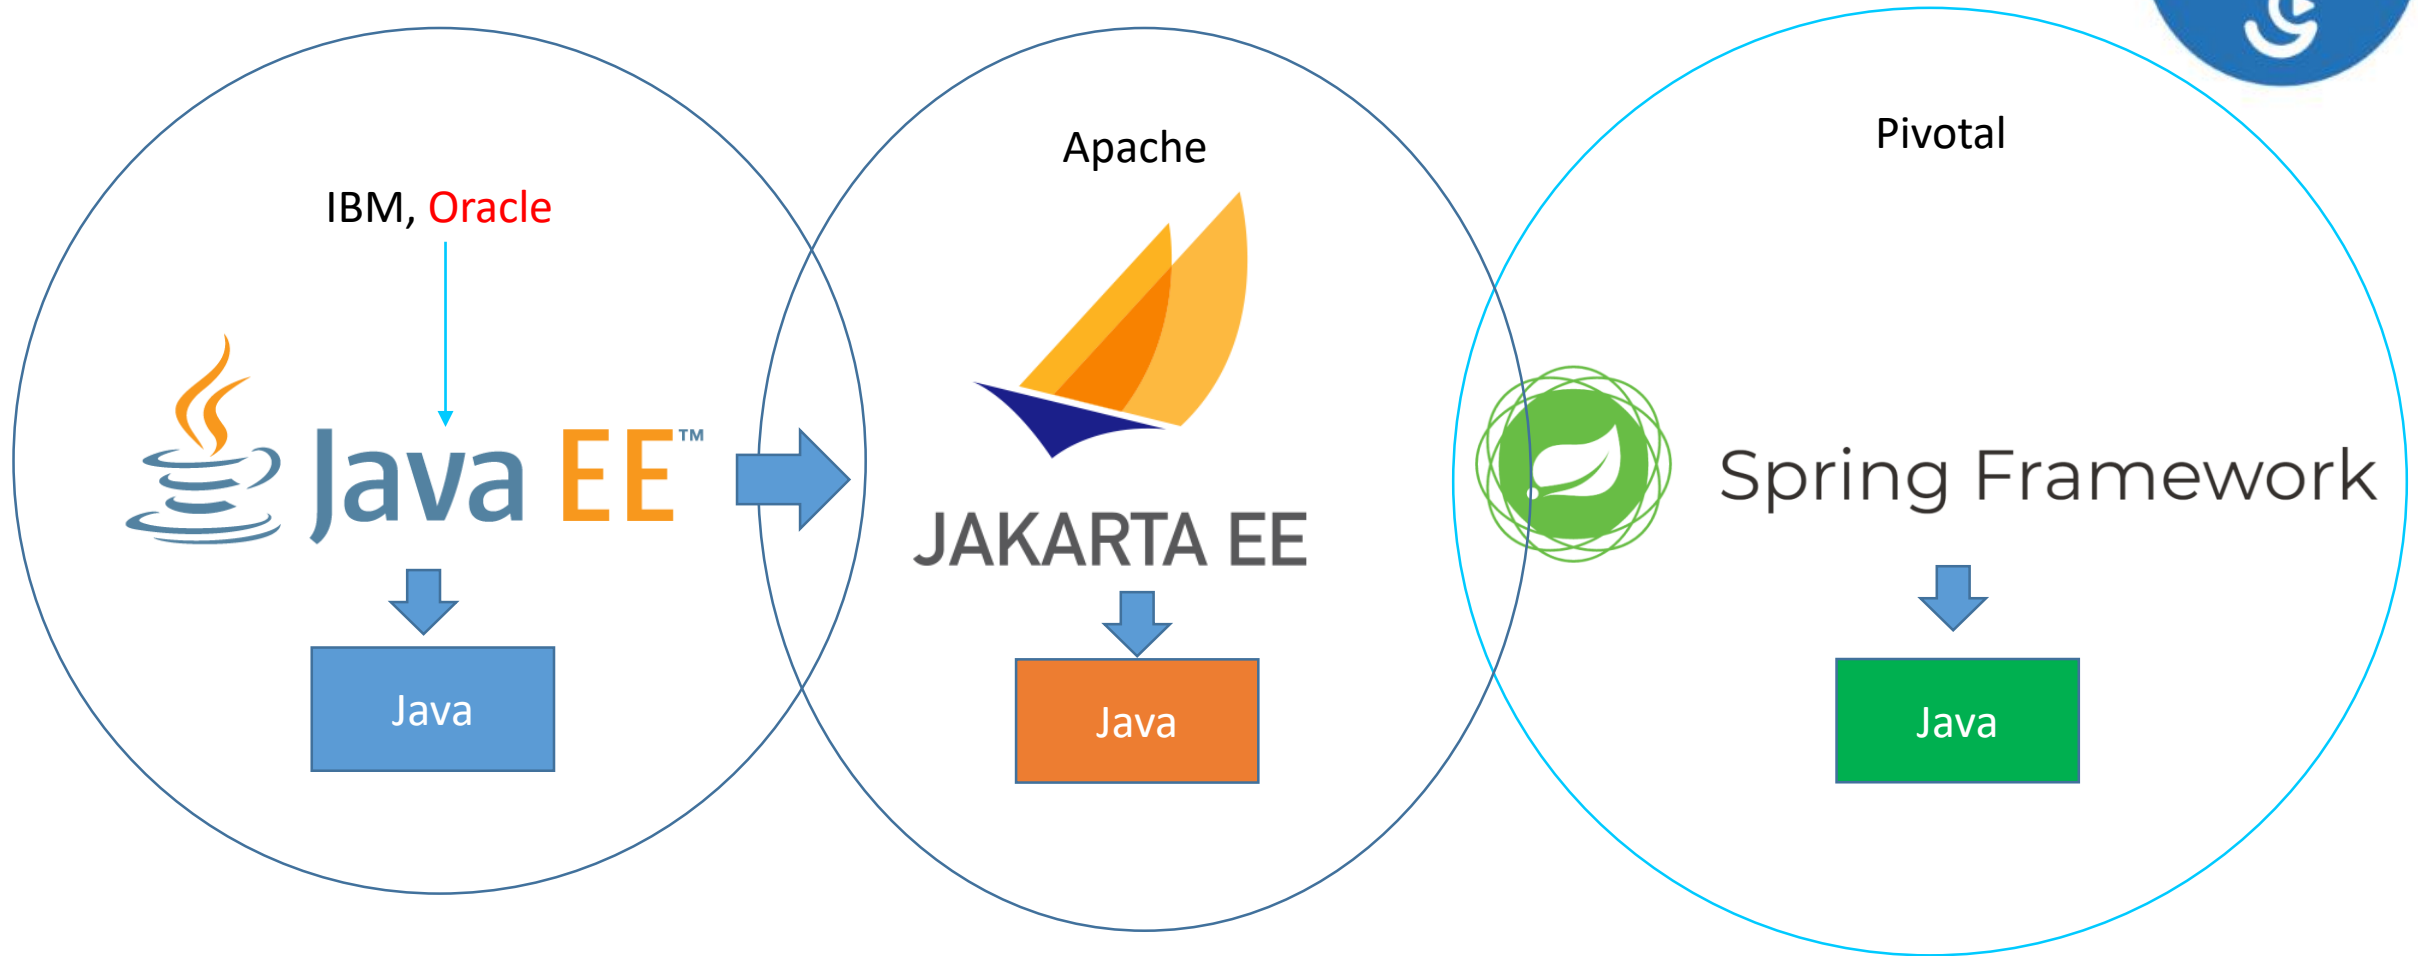 IBM, Oracle
Java EE™
Java
Apache
JAKARTA EE
Java
Pivotal
Spring Framework
Java